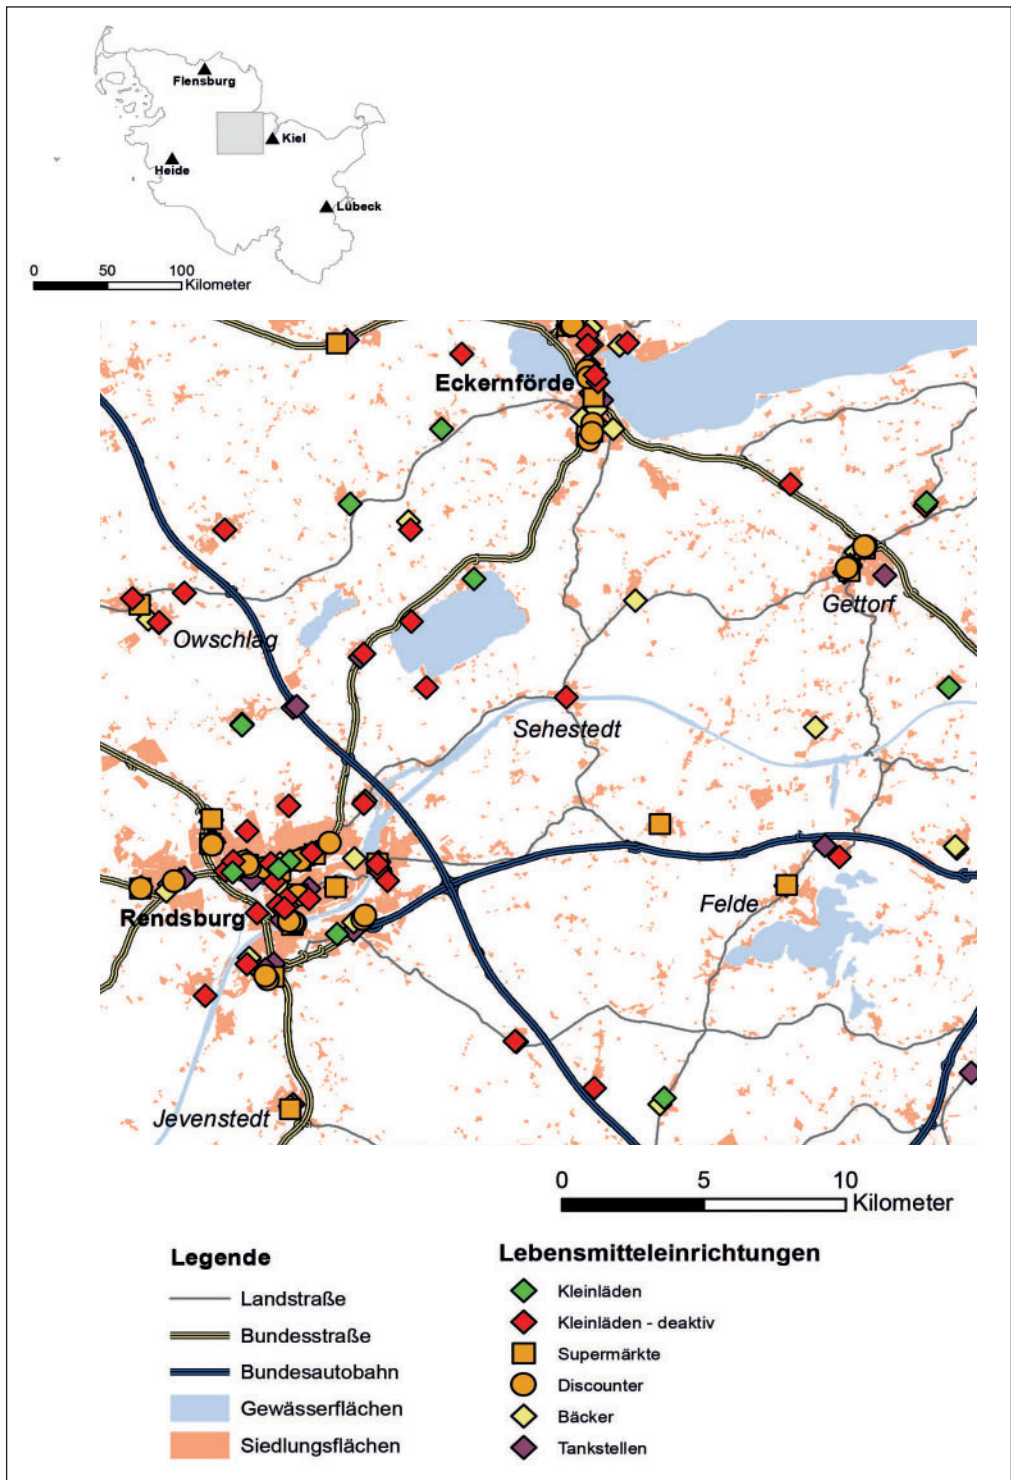 Flensburg
Kiel
Heide
Lübeck
0 50 100
Kilometer
Eckernförde
Owschlag
Gettorf
Sehestedt
Rendsburg
Felde
Jevenstedt
0 5 10
Kilometer
Legende
Landstraße
Bundesstraße
Bundesautobahn
Gewässerflächen
Siedlungsflächen
Lebensmitteleinrichtungen
Kleinläden
Kleinläden - deaktiv
Supermärkte
Discounter
Bäcker
Tankstellen